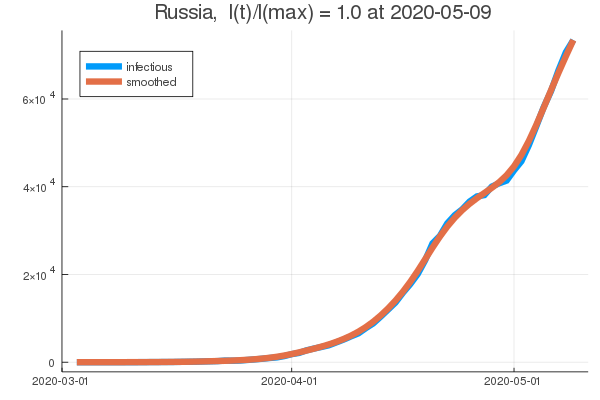 Russia, I(t)/I(max) = 1.0 at 2020-05-09
infectious
smoothed
6×10 4
4×10 4
2×10 4
0
2020-03-01 2020-04-01 2020-05-01